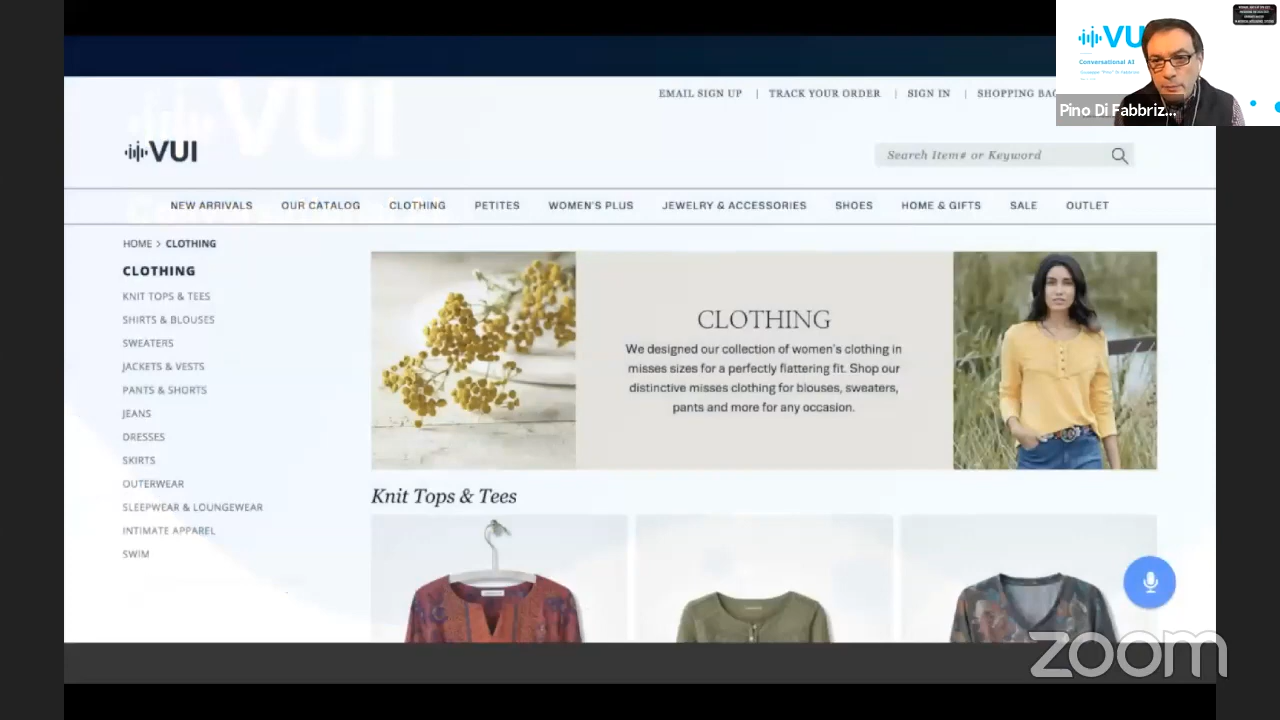 EMAIL SIGN UP | TRACK YOUR ORDER | SIGN IN | SHOPPING BAG
VUI
Conversational AI
Pino Di Fabbriz...
VUI
Search Item# or Keyword
NEW ARRIVALS OUR CATALOG CLOTHING PETITES WOMEN'S PLUS JEWELRY & ACCESSORIES SHOES HOME & GIFTS SALE OUTLET
HOME > CLOTHING
CLOTHING
KNIT TOPS & TEES
SHIRTS & BLOUSES
SWEATERS
JACKETS & VESTS
PANTS & SHORTS
JEANS
DRESSES
SKIRTS
OUTERWEAR
SLEEPWEAR & LOUNGEWEAR
INTIMATE APPAREL
SWIM
CLOTHING
We designed our collection of women's clothing in
misses sizes for a perfectly flattering fit. Shop our
distinctive misses clothing for blouses, sweaters,
pants and more for any occasion.
Knit Tops & Tees
zoom